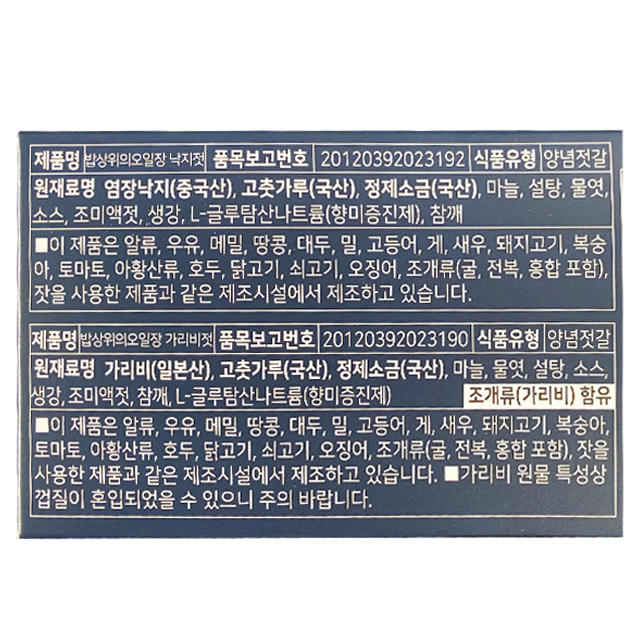 제품명 밥상위의오일장 낙지젓 품목보고번호 20120392023192 식품유형 양념젓갈
원재료명 염장낙지(중국산), 고춧가루(국산), 정제소금(국산), 마늘, 설탕, 물엿,
소스, 조미액젓, 생강, L-글루탐산나트륨(향미증진제), 참깨
■이 제품은 알류, 우유, 메밀, 땅콩, 대두, 밀, 고등어, 게, 새우, 돼지고기, 복숭
아, 토마토, 아황산류, 호두, 닭고기, 쇠고기, 오징어, 조개류(굴, 전복, 홍합 포함),
잣을 사용한 제품과 같은 제조시설에서 제조하고 있습니다.
제품명 밥상위의오일장 가리비젓 품목보고번호 20120392023190 식품유형 양념젓갈
원재료명 가리비(일본산), 고춧가루(국산), 정제소금(국산), 마늘, 물엿, 설탕, 소스,
생강, 조미액젓, 참깨, L-글루탐산나트륨(향미증진제) 조개류(가리비) 함유
■이 제품은 알류, 우유, 메밀, 땅콩, 대두, 밀, 고등어, 게, 새우, 돼지고기, 복숭아,
토마토, 아황산류, 호두, 닭고기, 쇠고기, 오징어, 조개류(굴, 전복, 홍합 포함), 잣을
사용한 제품과 같은 제조시설에서 제조하고 있습니다. ■가리비 원물 특성상
껍질이 혼입되었을 수 있으니 주의 바랍니다.